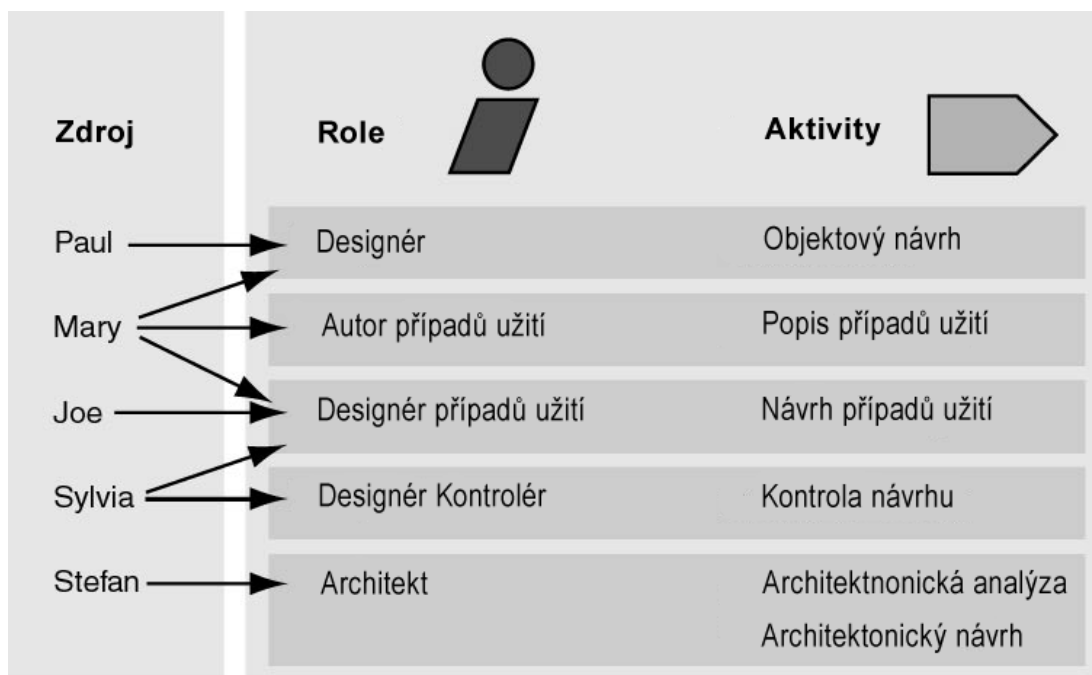 Zdroj Role Aktivity
Paul Designér Objektový návrh
Mary Autor případů užití Popis případů užití
Joe Designér případů užití Návrh případů užití
Sylvia Designér Kontrolér Kontrola návrhu
Stefan Architekt Architektnonická analýza
Architektonický návrh